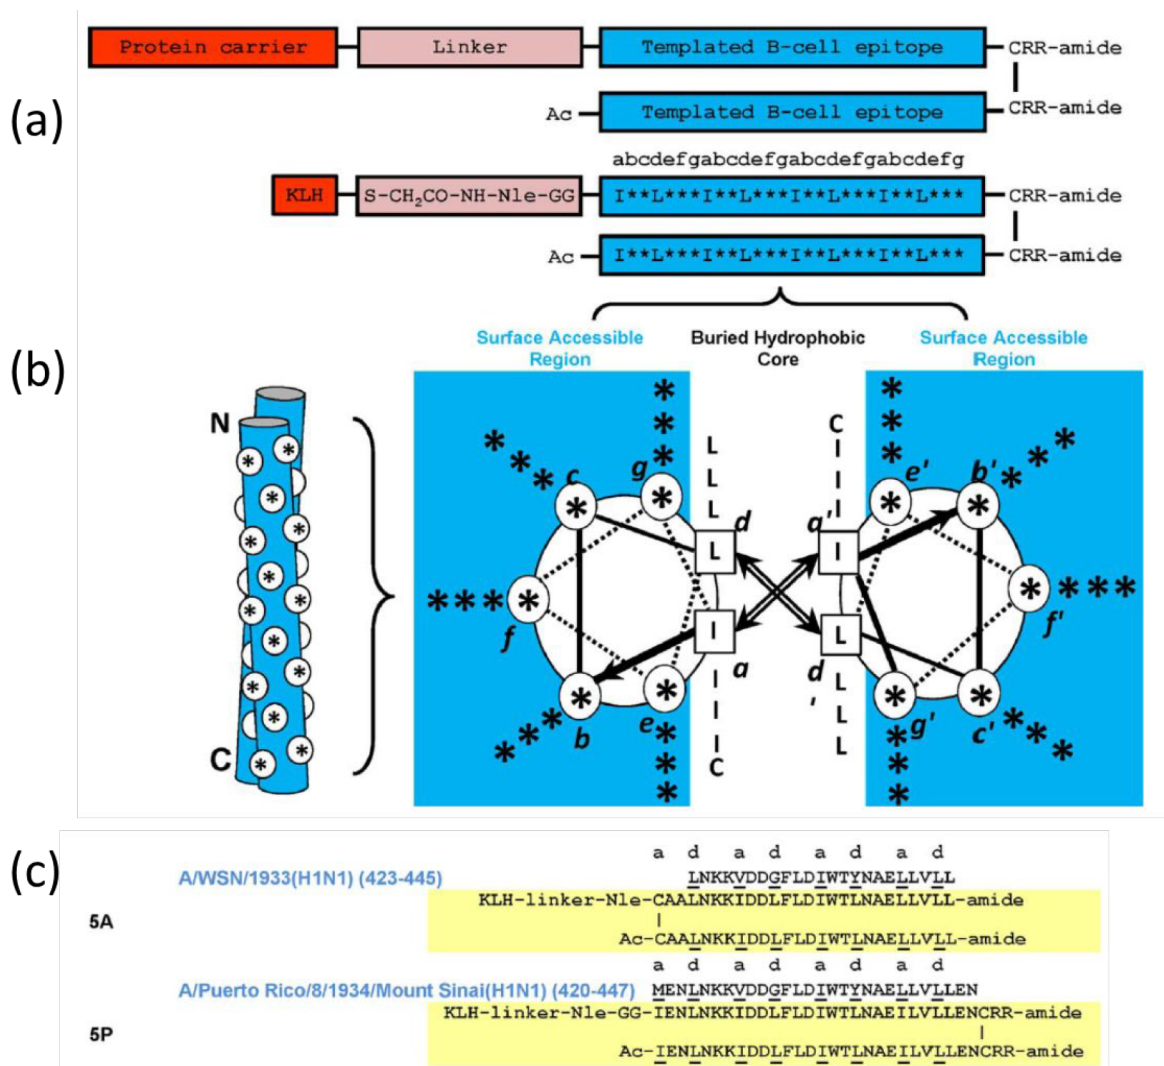 (a)
Protein carrier Linker Templated B-cell epitope CRR-amide
Ac Templated B-cell epitope CRR-amide
abcdefgabcdefgabcdefgabcdefg
KLH S-CH₂CO-NH-Nle-GG I**L***I**L***I**L***I**L*** CRR-amide
Ac I**L***I**L***I**L***I**L*** CRR-amide
(b)
Surface Accessible Region
Buried Hydrophobic Core
Surface Accessible Region
N
C
* * *
* * *
c
g
* * *
f
b
* * *
e
* * *
L
L
L
L
d
I
a
I
I
I
C
C
I
I
I
a'
I
L
d'
L
L
L
* * *
e'
b'
* * *
f'
* * *
g'
* * *
c'
* * *
(c)
a d a d a d a d
A/WSN/1933(H1N1) (423-445) LNKKVDDGFLDIWTYNAELLVLL
5A
KLH-linker-Nle-CAALNKKIDDLFLDIWTLNAELLVLL-amide
Ac-CAALNKKIDDLFLDIWTLNAELLVLL-amide
a d a d a d a d
A/Puerto Rico/8/1934/Mount Sinai(H1N1) (420-447) MENLNKKVDDGFLDIWTYNAELLVLLEN
5P
KLH-linker-Nle-GG-IENLNKKIDDLFLDIWTLNAEILVLLENCRR-amide
Ac-IENLNKKIDDLFLDIWTLNAEILVLLENCRR-amide